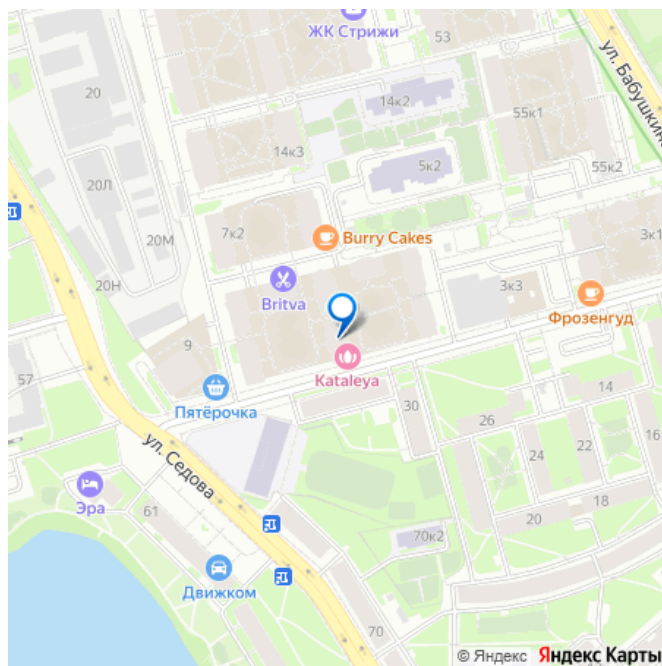 ЖК Стрижи
53
ул. Бабушкина
20
14к2
55к1
14к3
5к2
55к2
20Л
7к2
3к1
20М
Burry Cakes
20Н
Britva
3к3
Фрозенгуд
9
57
Kataleya
Пятёрочка
14
30
26
16
22
24
ул. Седова
18
Эра
61
20
70к2
Движком
70
© Яндекс Яндекс Карты